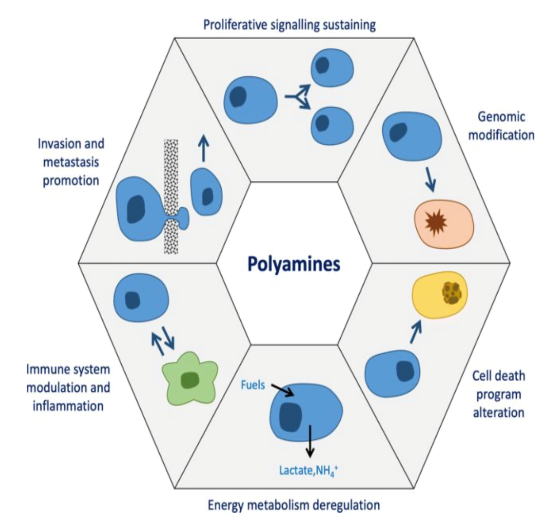 Proliferative signalling sustaining
Genomic
modification
Invasion and
metastasis
promotion
Polyamines
Immune system
modulation and
inflammation
Fuels
Cell death
program
alteration
Lactate,NH₄⁺
Energy metabolism deregulation